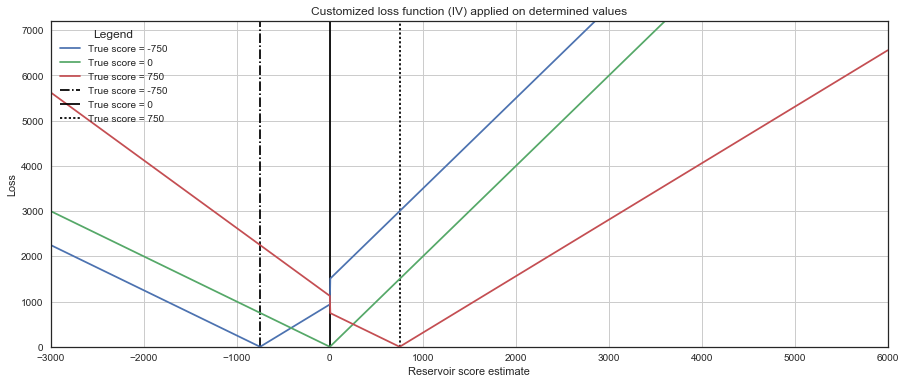 Customized loss function (IV) applied on determined values
Legend
True score = -750
True score = 0
True score = 750
True score = -750
True score = 0
True score = 750
7000
6000
5000
4000
3000
2000
1000
0
Loss
−3000 −2000 −1000 0 1000 2000 3000 4000 5000 6000
Reservoir score estimate